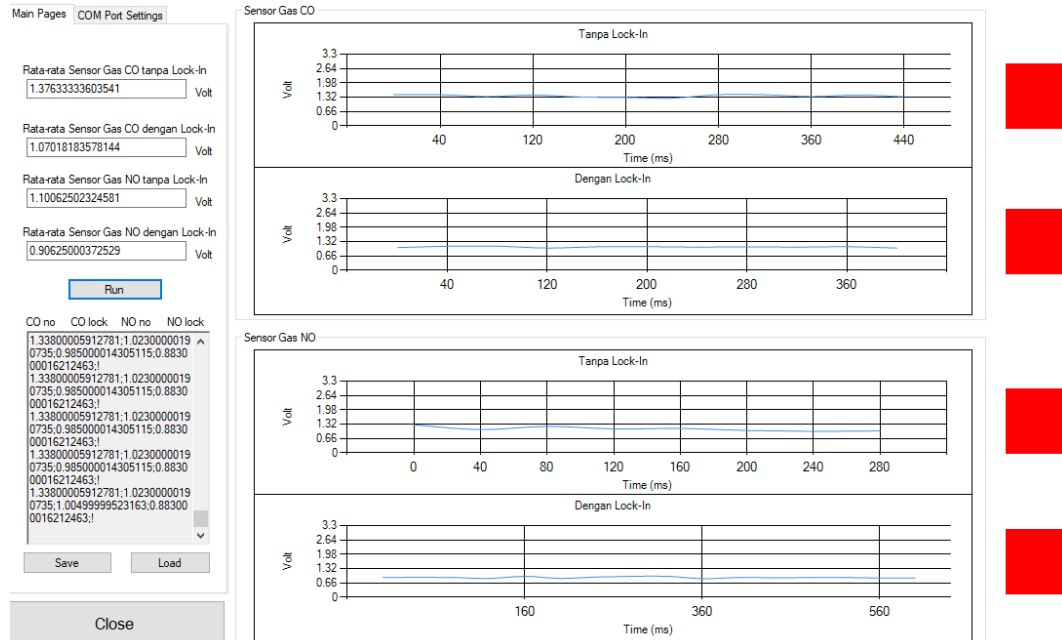 Main Pages
COM Port Settings
Rata-rata Sensor Gas CO tanpa Lock-In
1.37633333603541 Volt
Rata-rata Sensor Gas CO dengan Lock-In
1.07018183578144 Volt
Rata-rata Sensor Gas NO tanpa Lock-In
1.10062502324581 Volt
Rata-rata Sensor Gas NO dengan Lock-In
0.90625000372529 Volt
Run
CO no CO lock NO no NO lock
1.33800005912781;1.0230000019
0735;0.985000014305115;0.8830
00016212463;!
1.33800005912781;1.0230000019
0735;0.985000014305115;0.8830
00016212463;!
1.33800005912781;1.0230000019
0735;0.985000014305115;0.8830
00016212463;!
1.33800005912781;1.0230000019
0735;0.985000014305115;0.8830
00016212463;!
1.33800005912781;1.0230000019
0735;1.00499999523163;0.88300
0016212463;!
Save Load
Close
Sensor Gas CO
Tanpa Lock-In
Volt
3.3
2.64
1.98
1.32
0.66
0
40 120 200 280 360 440
Time (ms)
Dengan Lock-In
Volt
3.3
2.64
1.98
1.32
0.66
0
40 120 200 280 360
Time (ms)
Sensor Gas NO
Tanpa Lock-In
Volt
3.3
2.64
1.98
1.32
0.66
0
0 40 80 120 160 200 240 280
Time (ms)
Dengan Lock-In
Volt
3.3
2.64
1.98
1.32
0.66
0
160 360 560
Time (ms)